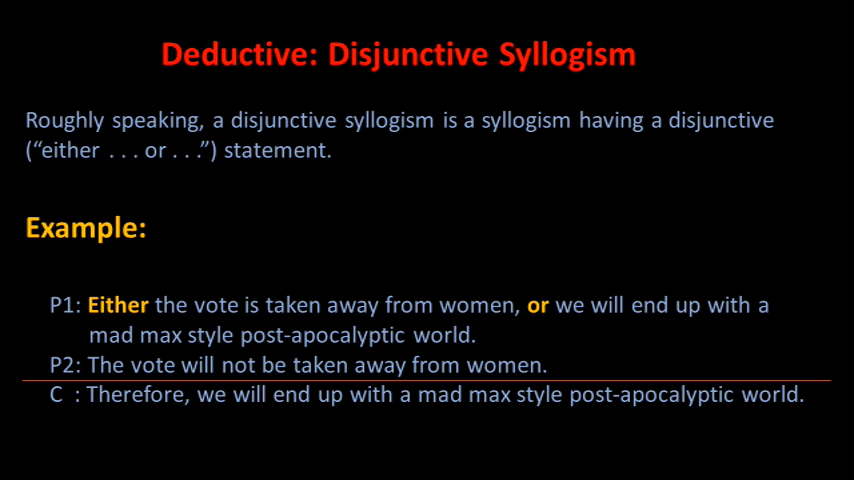 Deductive: Disjunctive Syllogism
Roughly speaking, a disjunctive syllogism is a syllogism having a disjunctive
(“either . . . or . . .”) statement.
Example:
P1: Either the vote is taken away from women, or we will end up with a
mad max style post-apocalyptic world.
P2: The vote will not be taken away from women.
C : Therefore, we will end up with a mad max style post-apocalyptic world.